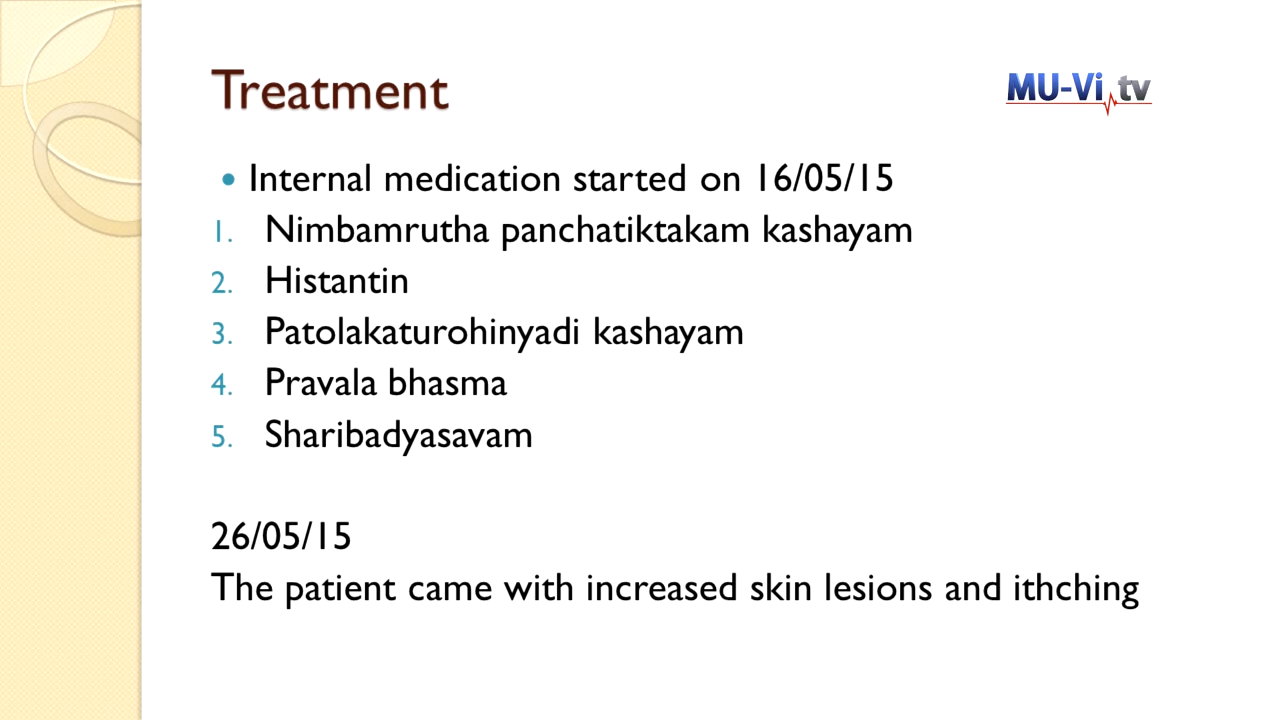 Treatment
MU-Vi tv
• Internal medication started on 16/05/15
1. Nimbamrutha panchatiktakam kashayam
2. Histantin
3. Patolakaturohinyadi kashayam
4. Pravala bhasma
5. Sharibadyasavam
26/05/15
The patient came with increased skin lesions and ithching